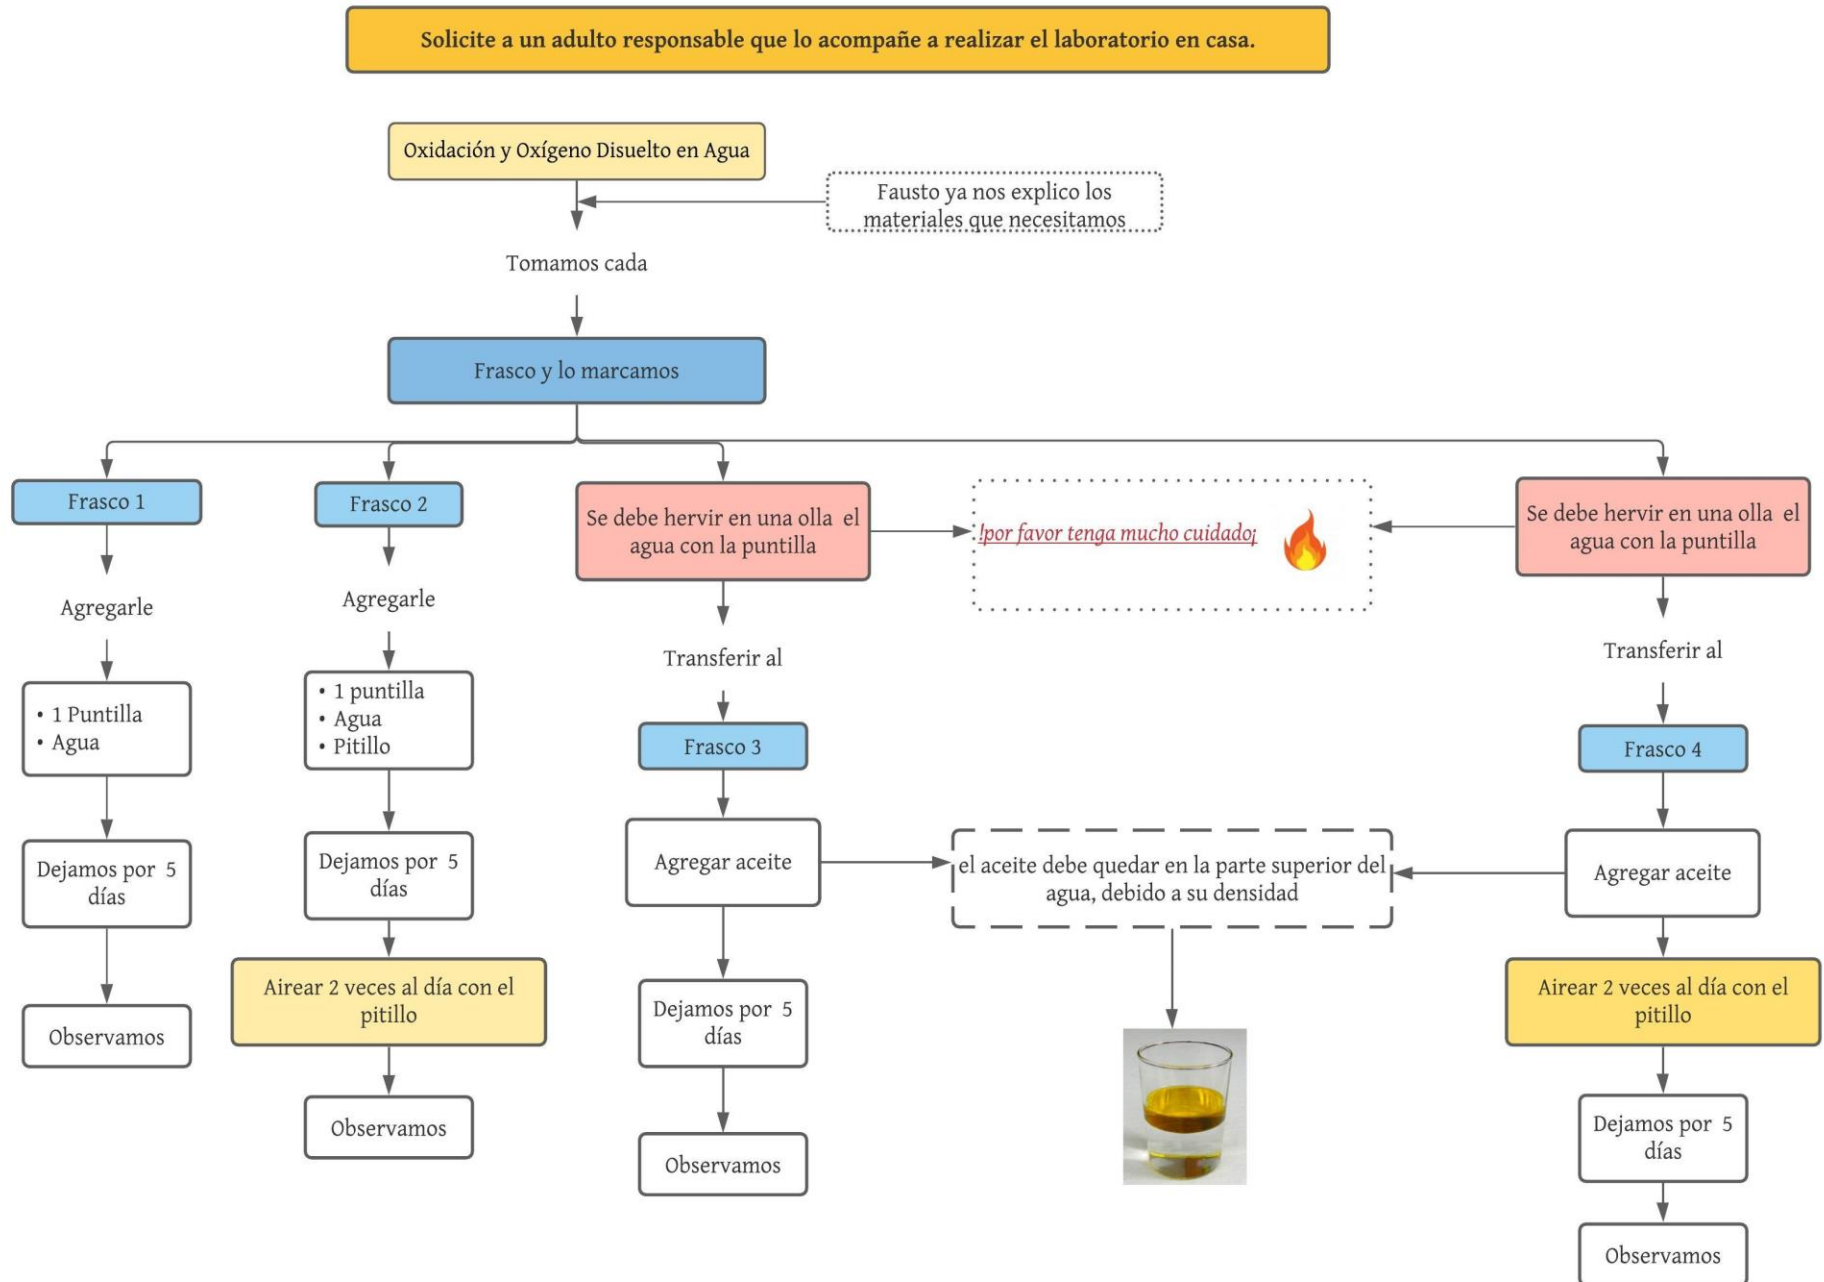 Solicite a un adulto responsable que lo acompañe a realizar el laboratorio en casa.
Oxidación y Oxígeno Disuelto en Agua
Fausto ya nos explico los
materiales que necesitamos
Tomamos cada
Frasco y lo marcamos
Frasco 1
Agregarle
• 1 Puntilla
• Agua
Dejamos por 5
días
Observamos
Frasco 2
Agregarle
• 1 puntilla
• Agua
• Pitillo
Dejamos por 5
días
Airear 2 veces al día con el
pitillo
Observamos
Se debe hervir en una olla el
agua con la puntilla
Transferir al
Frasco 3
Agregar aceite
Dejamos por 5
días
Observamos
!por favor tenga mucho cuidado¡
el aceite debe quedar en la parte superior del
agua, debido a su densidad
Se debe hervir en una olla el
agua con la puntilla
Transferir al
Frasco 4
Agregar aceite
Airear 2 veces al día con el
pitillo
Dejamos por 5
días
Observamos